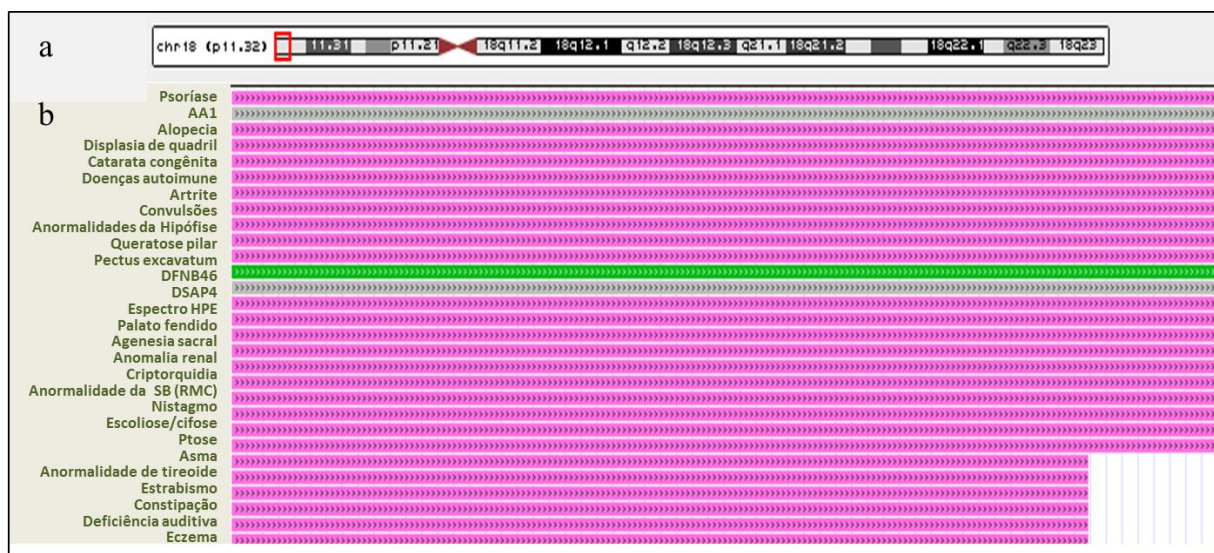 a
chr18 (p11.32) 11.31 p11.21 18q11.2 18q12.1 q12.2 18q12.3 q21.1 18q21.2 18q22.1 q22.3 18q23
b
Psoríase
AA1
Alopecia
Displasia de quadril
Catarata congênita
Doenças autoimune
Artrite
Convulsões
Anormalidades da Hipófise
Queratose pilar
Pectus excavatum
DFNB46
DSAP4
Espectro HPE
Palato fendido
Agenesia sacral
Anomalia renal
Criptorquidia
Anormalidade da SB (RMC)
Nistagmo
Escoliose/cifose
Ptose
Asma
Anormalidade de tireoide
Estrabismo
Constipação
Deficiência auditiva
Eczema